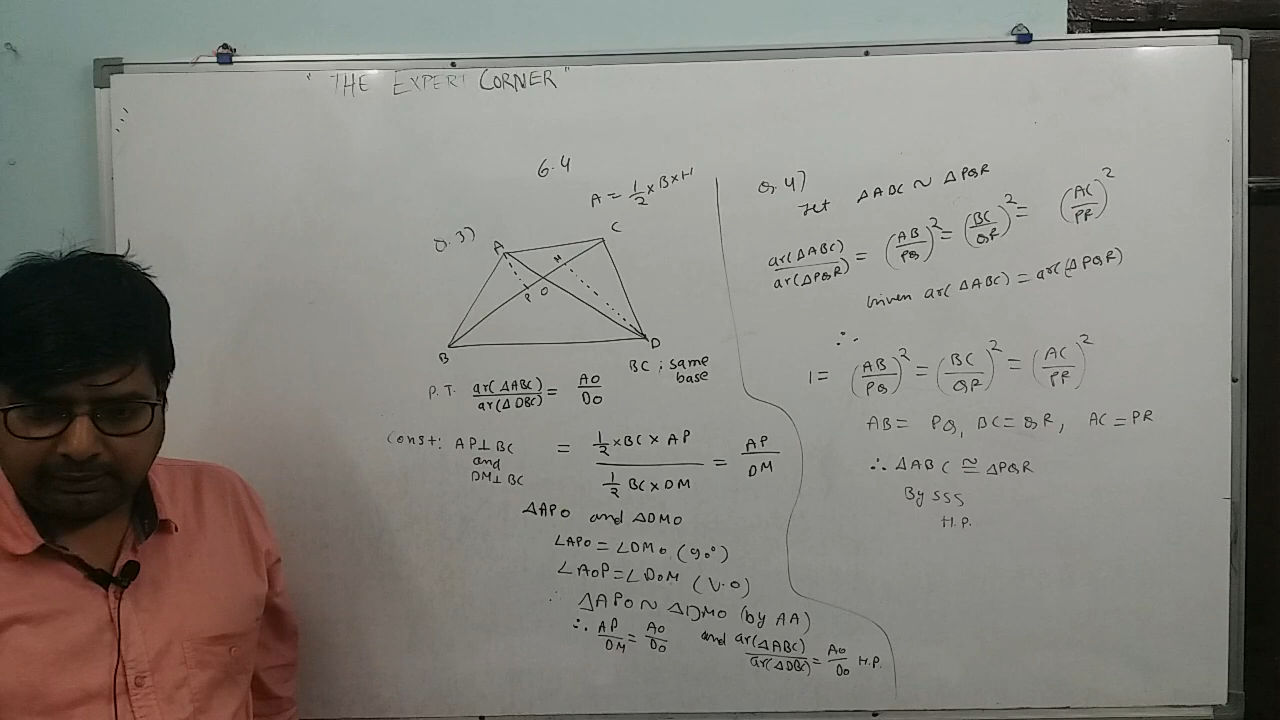 " THE EXPERT CORNER "
6.4
A = 1/2 × B × H
Q.3)
A
C
M
P
O
B
D
BC ; same
base
P.T. ar(ΔABC)/ar(ΔDBC) = AO/DO
Const: AP⊥BC
and
DM⊥BC
= (1/2 × BC × AP)/(1/2 BC × DM) = AP/DM
ΔAPO and ΔDMO
∠APO = ∠DMO (90°)
∠AOP = ∠DOM (V.O)
∴ ΔAPO ~ ΔDMO (by AA)
∴ AP/DM = AO/DO and ar(ΔABC)/ar(ΔDBC) = AO/DO H.P.
Q.4)
Let ΔABC ~ ΔPQR
ar(ΔABC)/ar(ΔPQR) = (AB/PQ)² = (BC/QR)² = (AC/PR)²
Given ar(ΔABC) = ar(ΔPQR)
∴
1 = (AB/PQ)² = (BC/QR)² = (AC/PR)²
AB = PQ, BC = QR, AC = PR
∴ ΔABC ≅ ΔPQR
By SSS
H.P.